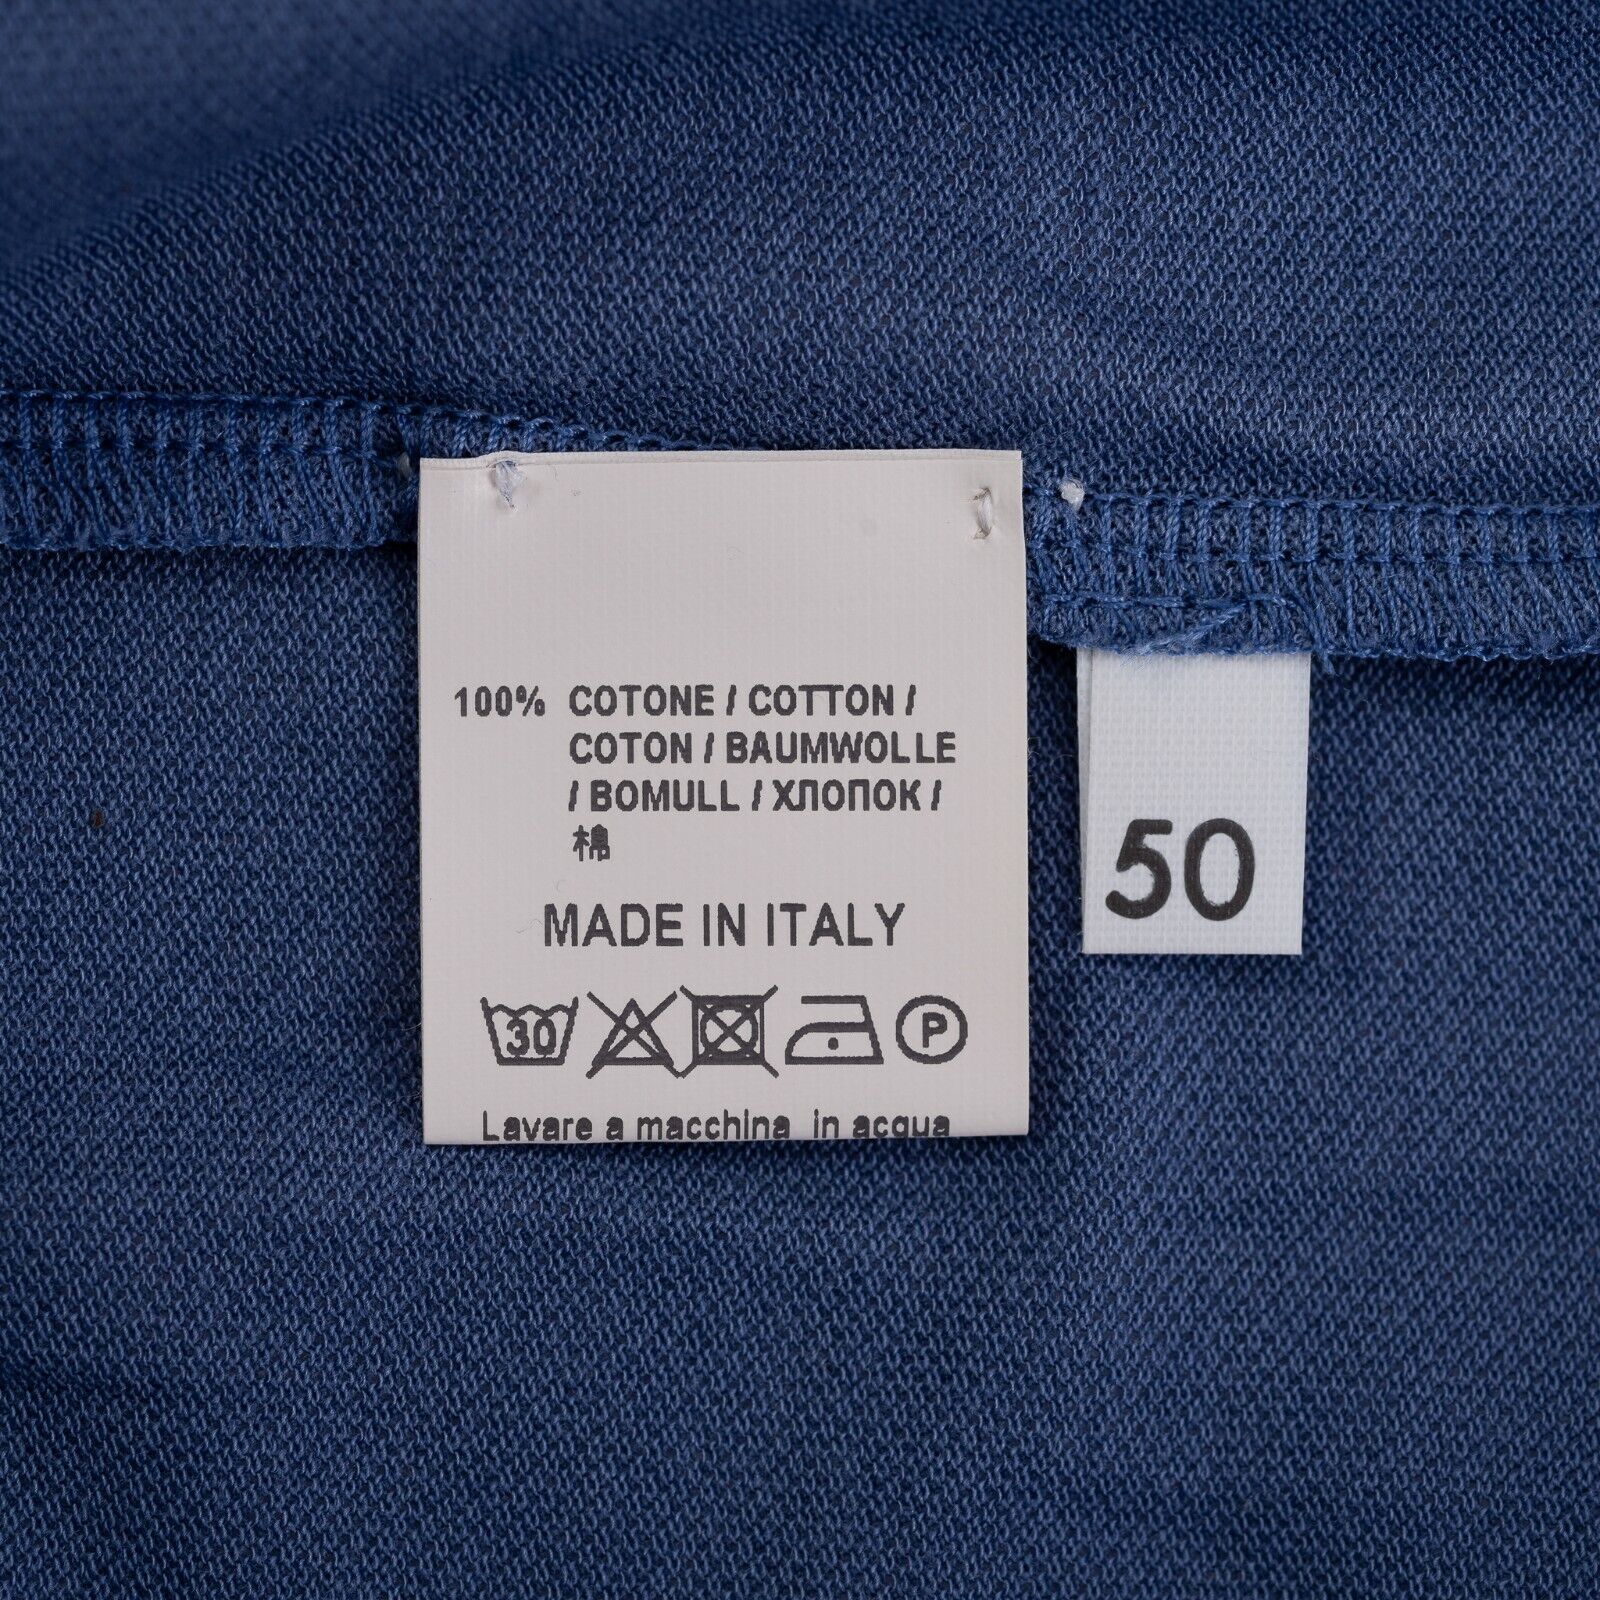 100% COTONE / COTTON /
COTON / BAUMWOLLE
/ BOMULL / ХЛОПОК /
棉
MADE IN ITALY
30 P
Lavare a macchina in acqua
50